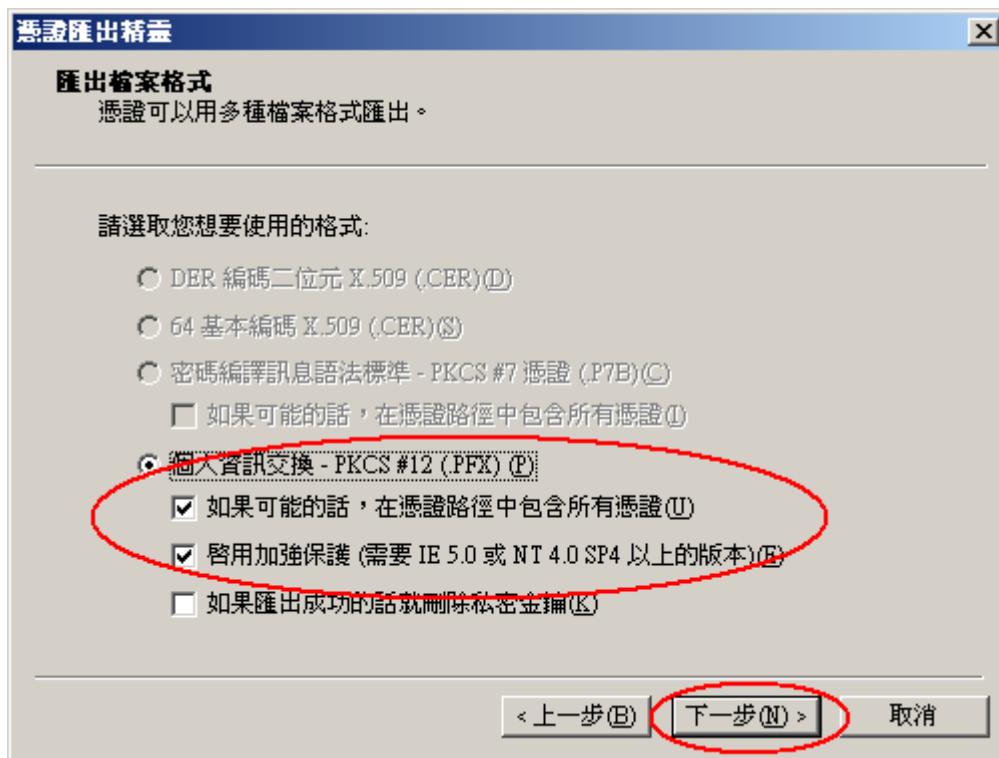 憑證匯出精靈
匯出檔案格式
憑證可以用多種檔案格式匯出。
請選取您想要使用的格式:
DER 編碼二位元 X.509 (.CER)(D)
64 基本編碼 X.509 (.CER)(S)
密碼編譯訊息語法標準 - PKCS #7 憑證 (.P7B)(C)
如果可能的話，在憑證路徑中包含所有憑證(I)
個人資訊交換 - PKCS #12 (.PFX) (P)
如果可能的話，在憑證路徑中包含所有憑證(U)
啓用加強保護 (需要 IE 5.0 或 NT 4.0 SP4 以上的版本)(E)
如果匯出成功的話就刪除私密金鑰(K)
< 上一步(B) 下一步(N) > 取消